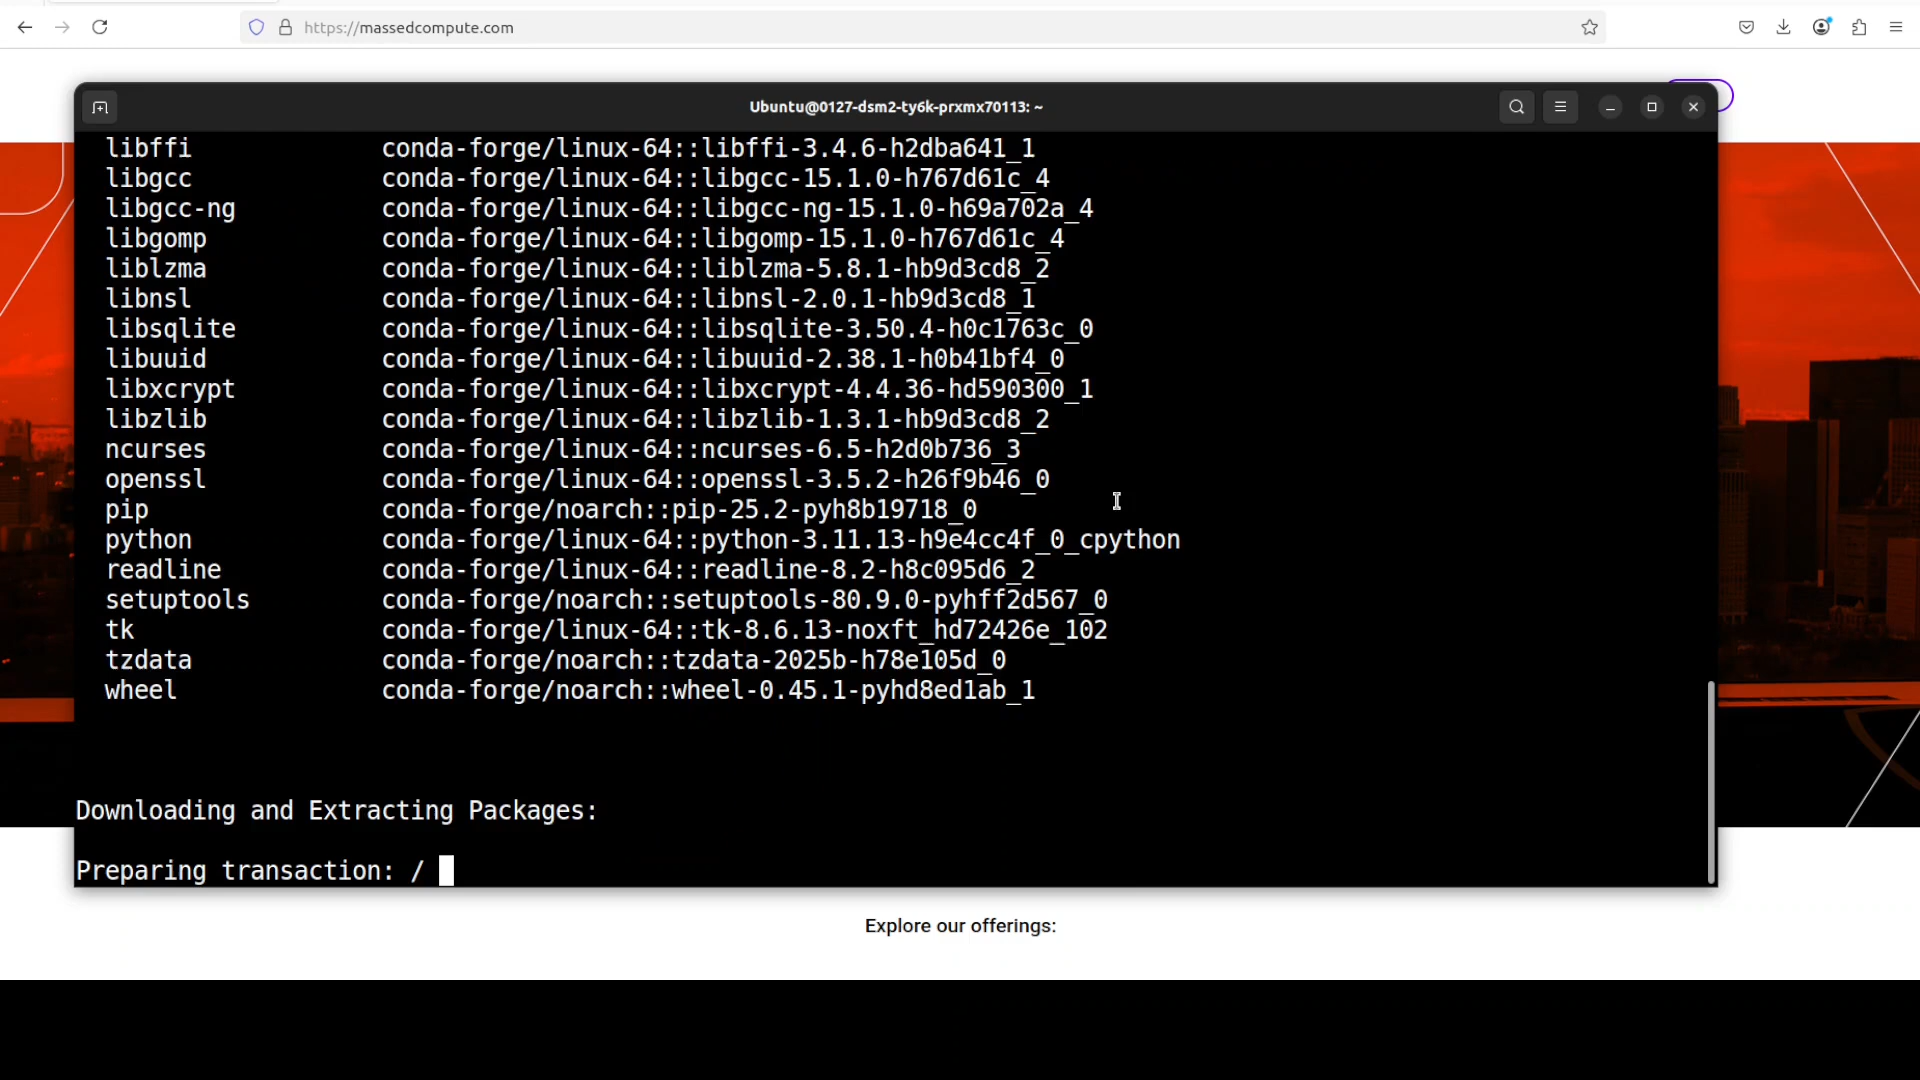 https://massedcompute.com
Ubuntu@0127-dsm2-ty6k-prxmx70113: ~
libffi conda-forge/linux-64::libffi-3.4.6-h2dba641_1
libgcc conda-forge/linux-64::libgcc-15.1.0-h767d61c_4
libgcc-ng conda-forge/linux-64::libgcc-ng-15.1.0-h69a702a_4
libgomp conda-forge/linux-64::libgomp-15.1.0-h767d61c_4
liblzma conda-forge/linux-64::liblzma-5.8.1-hb9d3cd8_2
libnsl conda-forge/linux-64::libnsl-2.0.1-hb9d3cd8_1
libsqlite conda-forge/linux-64::libsqlite-3.50.4-h0c1763c_0
libuuid conda-forge/linux-64::libuuid-2.38.1-h0b41bf4_0
libxcrypt conda-forge/linux-64::libxcrypt-4.4.36-hd590300_1
libzlib conda-forge/linux-64::libzlib-1.3.1-hb9d3cd8_2
ncurses conda-forge/linux-64::ncurses-6.5-h2d0b736_3
openssl conda-forge/linux-64::openssl-3.5.2-h26f9b46_0
pip conda-forge/noarch::pip-25.2-pyh8b19718_0
python conda-forge/linux-64::python-3.11.13-h9e4cc4f_0_cpython
readline conda-forge/linux-64::readline-8.2-h8c095d6_2
setuptools conda-forge/noarch::setuptools-80.9.0-pyhff2d567_0
tk conda-forge/linux-64::tk-8.6.13-noxft_hd72426e_102
tzdata conda-forge/noarch::tzdata-2025b-h78e105d_0
wheel conda-forge/noarch::wheel-0.45.1-pyhd8ed1ab_1
Downloading and Extracting Packages:
Preparing transaction: /
Explore our offerings: